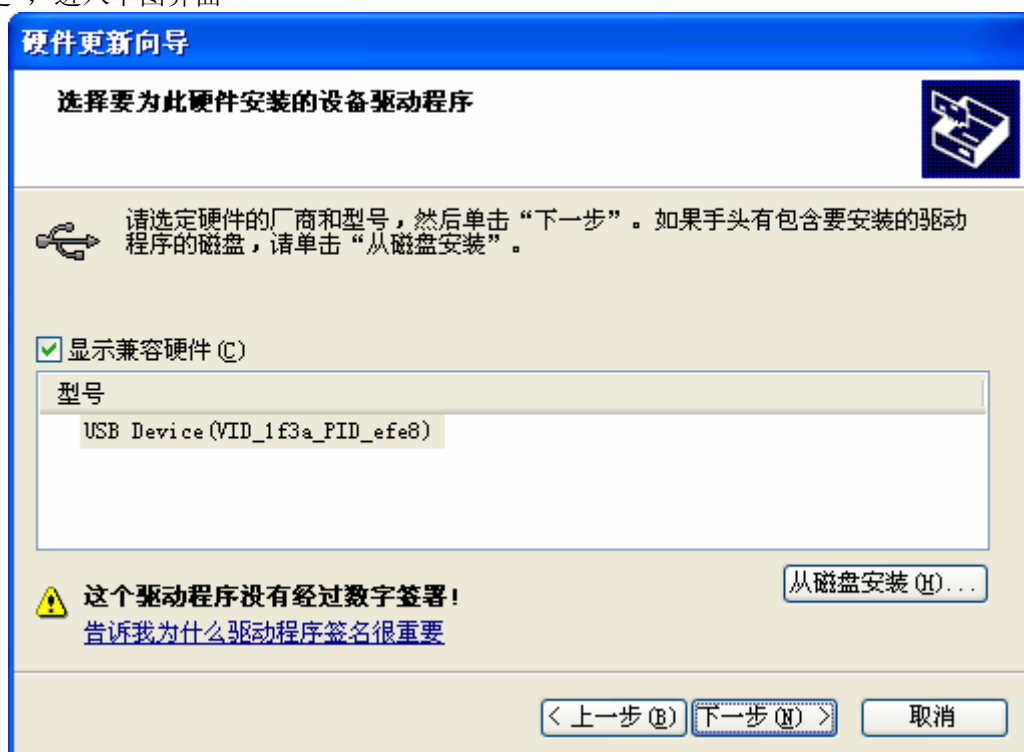 ，进入下图界面
硬件更新向导
选择要为此硬件安装的设备驱动程序
请选定硬件的厂商和型号，然后单击“下一步”。如果手头有包含要安装的驱动
程序的磁盘，请单击“从磁盘安装”。
显示兼容硬件(C)
型号
USB Device(VID_1f3a_PID_efe8)
这个驱动程序没有经过数字签署!
从磁盘安装(H)...
告诉我为什么驱动程序签名很重要
< 上一步(B)
下一步(N) >
取消